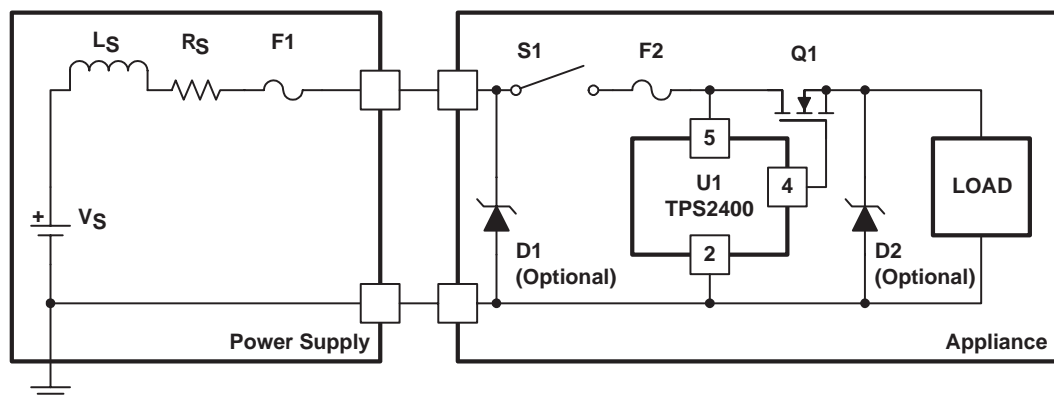 LS
RS
F1
S1
F2
Q1
5
U1
TPS2400
4
LOAD
+
VS
D1
(Optional)
2
D2
(Optional)
Power Supply
Appliance